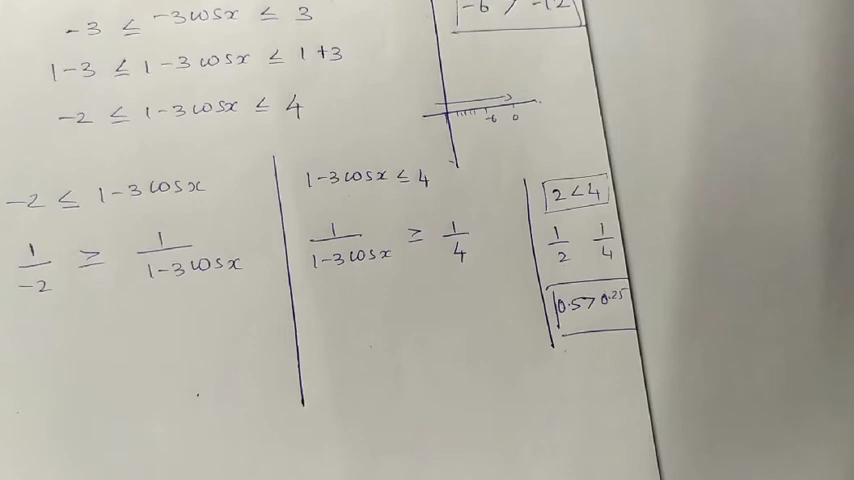 -3 ≤ -3cosx ≤ 3
1-3 ≤ 1-3cosx ≤ 1+3
-2 ≤ 1-3cosx ≤ 4
-6 > -12
-6 0
-2 ≤ 1-3cosx
1/-2 ≥ 1/1-3cosx
1-3cosx ≤ 4
1/1-3cosx ≥ 1/4
2<4
1/2 1/4
0.5>0.25